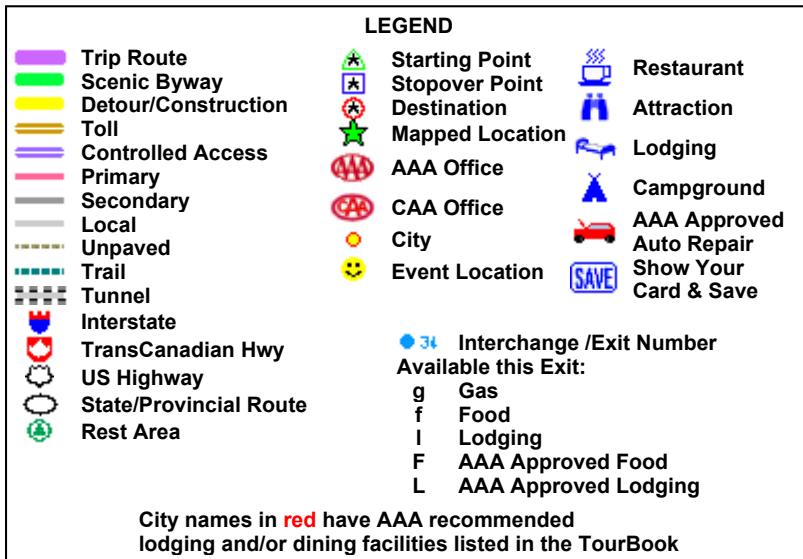 LEGEND
Trip Route
Scenic Byway
Detour/Construction
Toll
Controlled Access
Primary
Secondary
Local
Unpaved
Trail
Tunnel
Interstate
TransCanadian Hwy
US Highway
State/Provincial Route
Rest Area
Starting Point
Stopover Point
Destination
Mapped Location
AAA AAA Office
CAA CAA Office
City
Event Location
Restaurant
Attraction
Lodging
Campground
AAA Approved
Auto Repair
SAVE Show Your
Card & Save
34 Interchange /Exit Number
Available this Exit:
g Gas
f Food
l Lodging
F AAA Approved Food
L AAA Approved Lodging
City names in red have AAA recommended
lodging and/or dining facilities listed in the TourBook